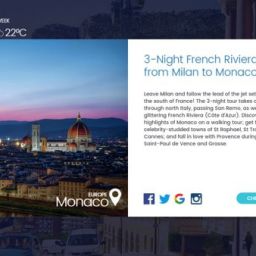 22°C
3-Night French Riviera
from Milan to Monaco
Leave Milan and follow the lead of the jet set
the south of France! The 3-night tour takes
through north Italy, passing San Remo, as we
glittering French Riviera (Côte d'Azur). Disco
highlights of Monaco on a walking tour, get
celebrity-studded towns of St Raphael, St Tro
Cannes; and fall in love with Provence during
Saint-Paul de Vence and Grasse
EUROPE
Monaco